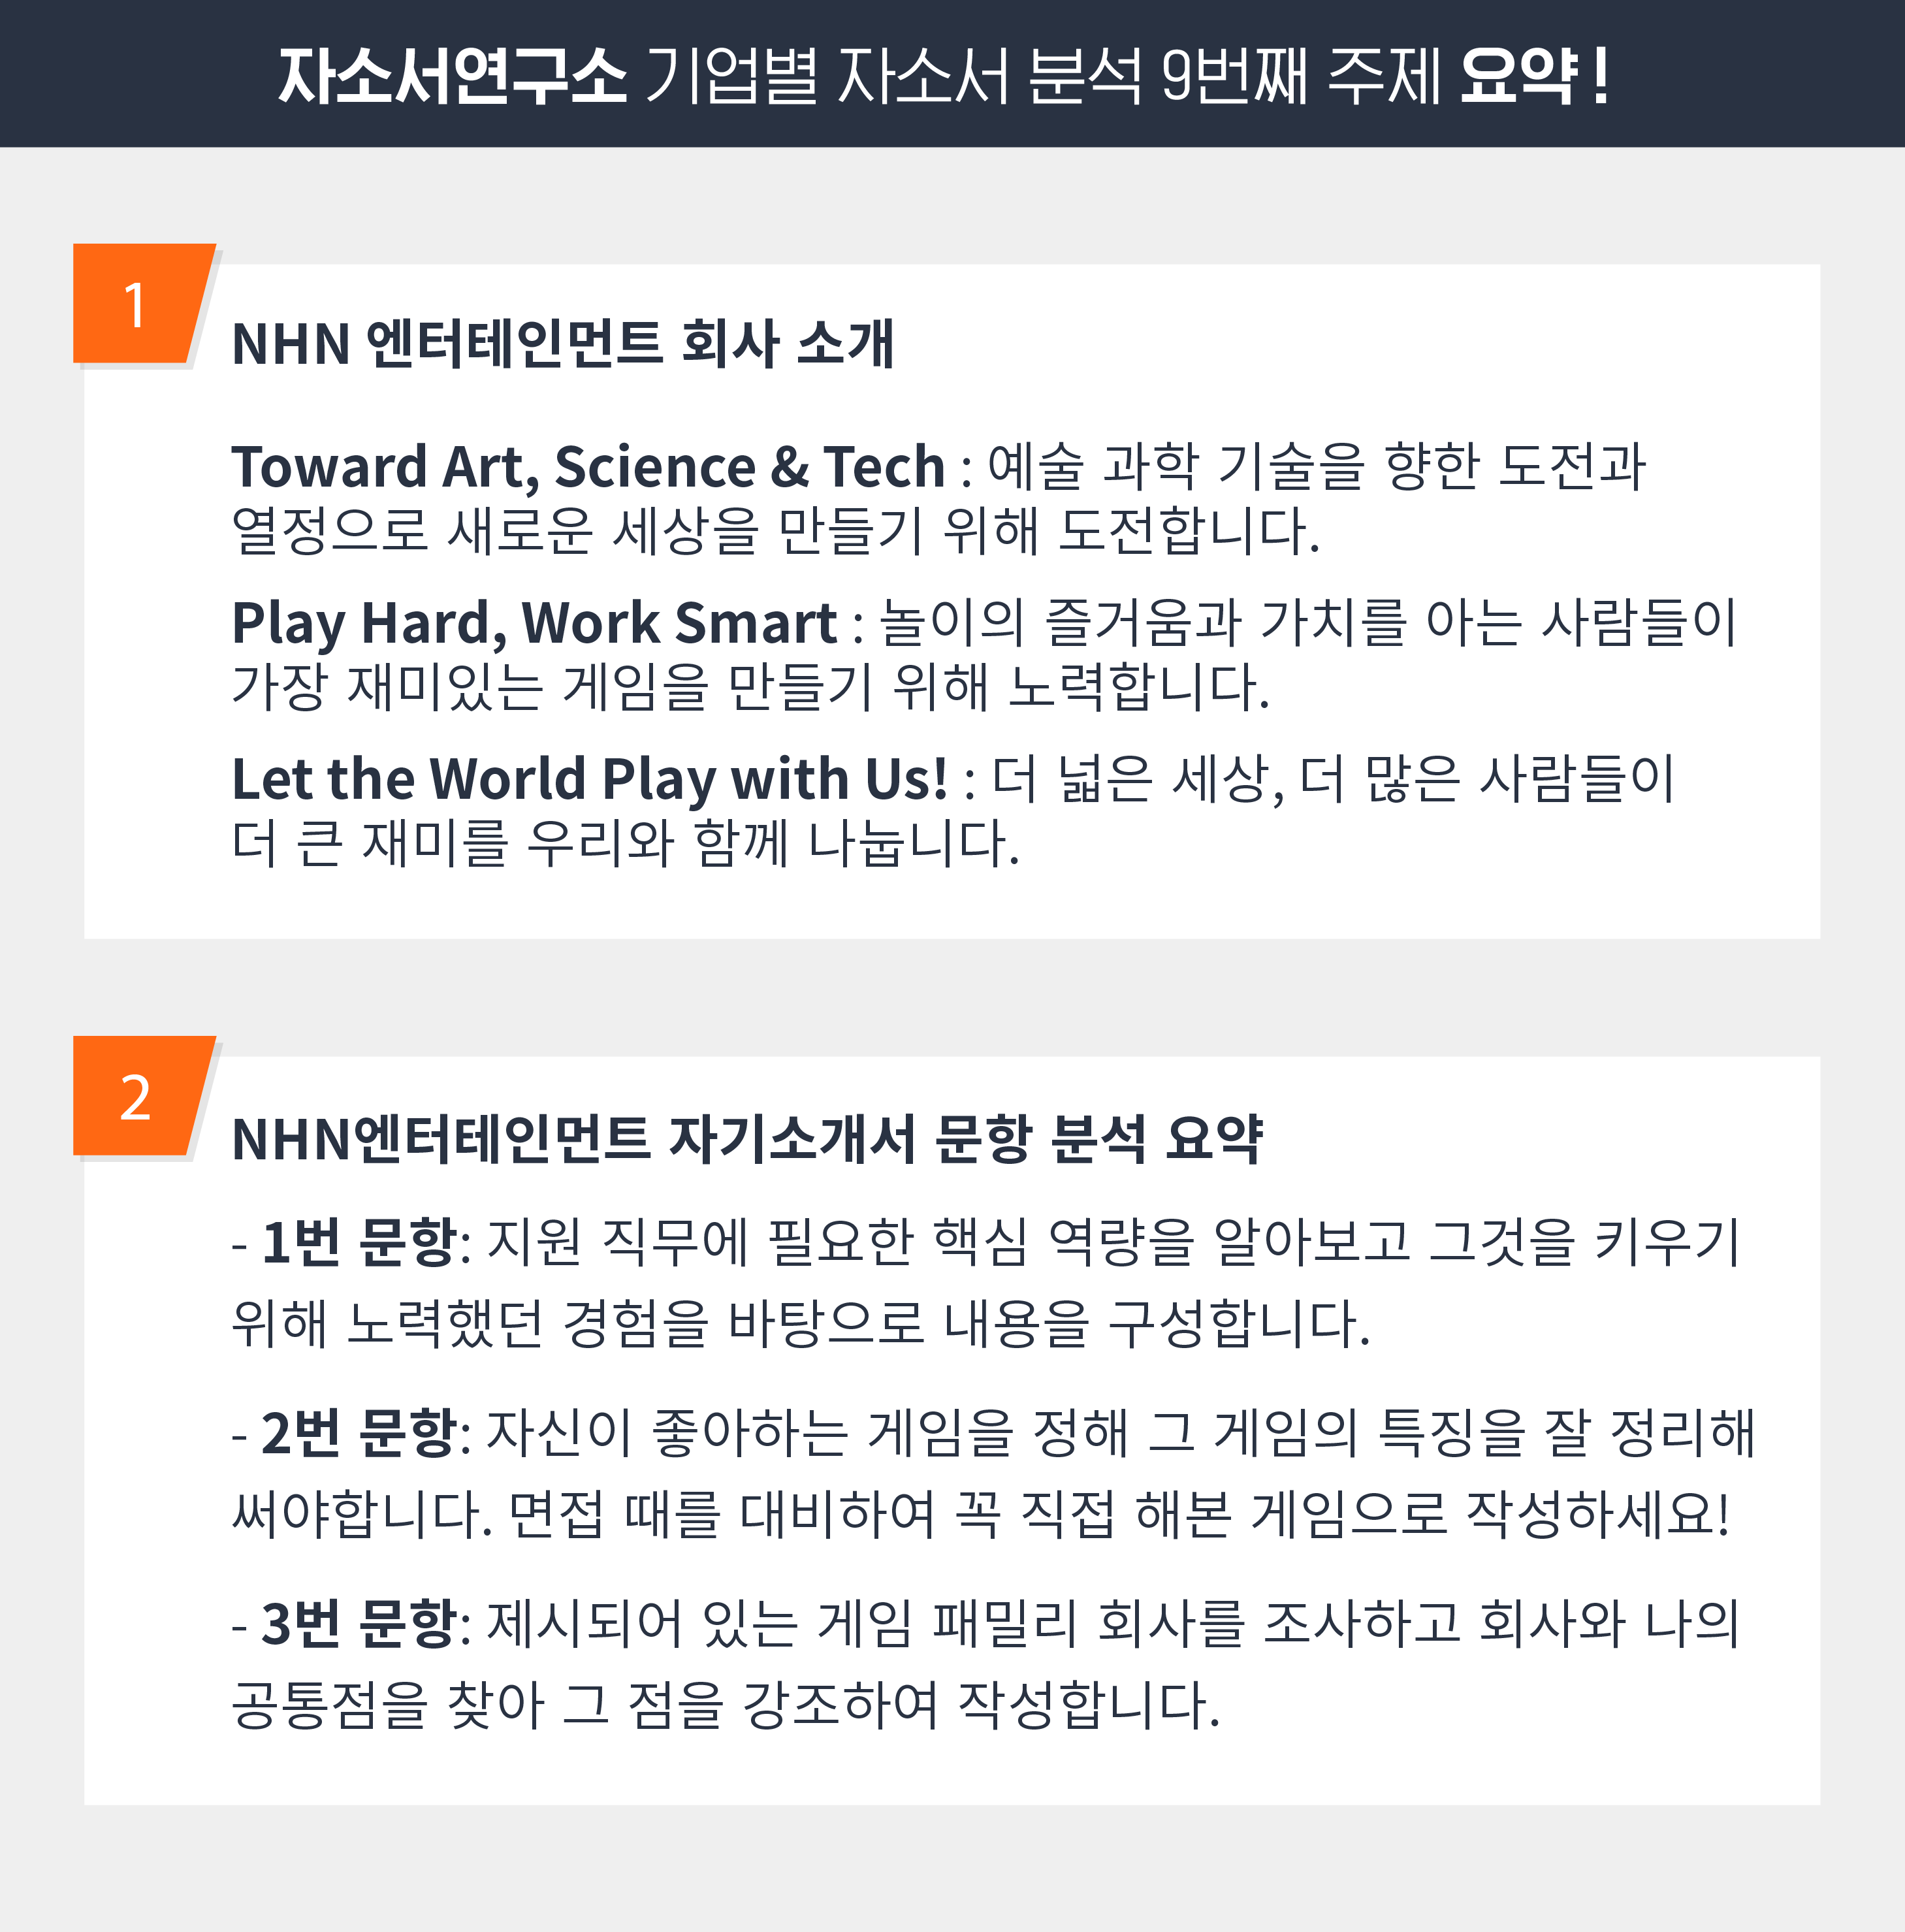 자소서연구소 기업별 자소서 분석 9번째 주제 요약!
1
NHN 엔터테인먼트 회사 소개
Toward Art, Science & Tech : 예술 과학 기술을 향한 도전과
열정으로 새로운 세상을 만들기 위해 도전합니다.
Play Hard, Work Smart : 놀이의 즐거움과 가치를 아는 사람들이
가장 재미있는 게임을 만들기 위해 노력합니다.
Let the World Play with Us! : 더 넓은 세상, 더 많은 사람들이
더 큰 재미를 우리와 함께 나눕니다.
2
NHN엔터테인먼트 자기소개서 문항 분석 요약
- 1번 문항: 지원 직무에 필요한 핵심 역량을 알아보고 그것을 키우기
위해 노력했던 경험을 바탕으로 내용을 구성합니다.
- 2번 문항: 자신이 좋아하는 게임을 정해 그 게임의 특징을 잘 정리해
써야합니다. 면접 때를 대비하여 꼭 직접 해본 게임으로 작성하세요!
- 3번 문항: 제시되어 있는 게임 패밀리 회사를 조사하고 회사와 나의
공통점을 찾아 그 점을 강조하여 작성합니다.